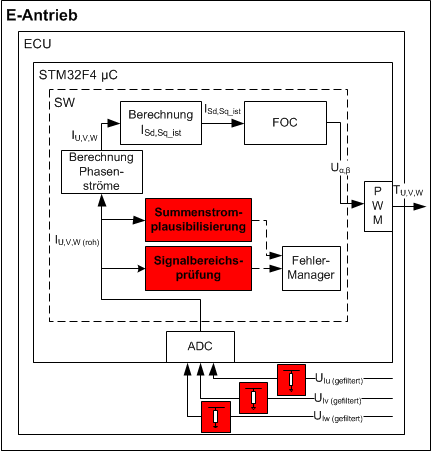 E-Antrieb
ECU
STM32F4 µC
SW
Berechnung
ISd,Sq_ist
ISd,Sq_ist
FOC
IU,V,W
Berechnung
Phasen-
ströme
Uα,β
P
W
M
TU,V,W
Summenstrom-
plausibilisierung
IU,V,W (roh)
Signalbereichs-
prüfung
Fehler-
Manager
ADC
UIu (gefiltert)
UIv (gefiltert)
UIw (gefiltert)